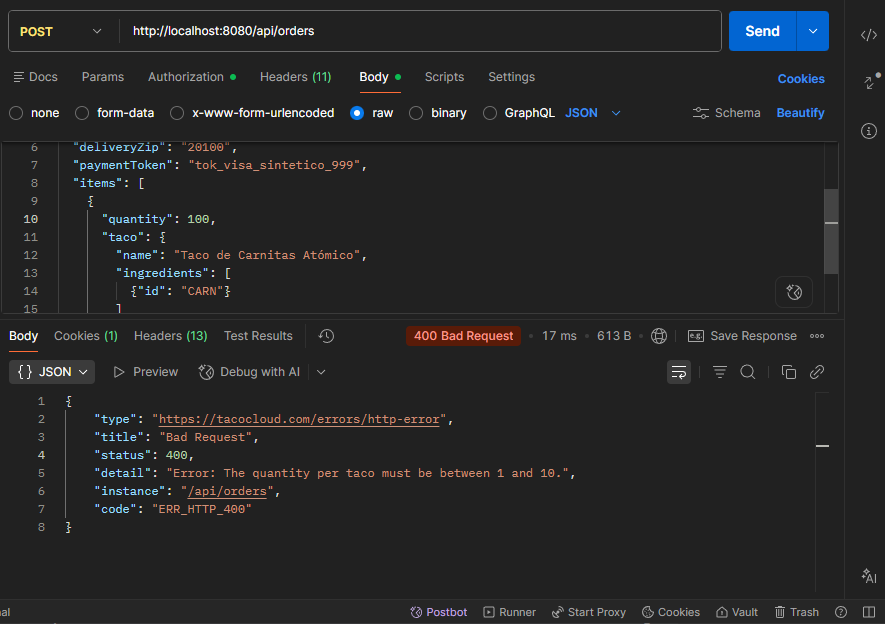 POST http://localhost:8080/api/orders Send
Docs Params Authorization Headers (11) Body Scripts Settings Cookies
none form-data x-www-form-urlencoded raw binary GraphQL JSON Schema Beautify
6 "deliveryZip": "20100",
7 "paymentToken": "tok_visa_sintetico_999",
8 "items": [
9 {
10 "quantity": 100,
11 "taco": {
12 "name": "Taco de Carnitas Atómico",
13 "ingredients": [
14 {"id": "CARN"}
15 ]
Body Cookies (1) Headers (13) Test Results 400 Bad Request 17 ms 613 B e.g. Save Response
{} JSON Preview Debug with AI
1 {
2 "type": "https://tacocloud.com/errors/http-error",
3 "title": "Bad Request",
4 "status": 400,
5 "detail": "Error: The quantity per taco must be between 1 and 10.",
6 "instance": "/api/orders",
7 "code": "ERR_HTTP_400"
8 }
AI
Postbot Runner Start Proxy Cookies Vault Trash